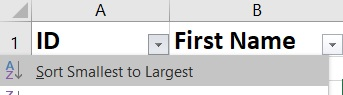 A B
1 ID First Name
A
Z Sort Smallest to Largest